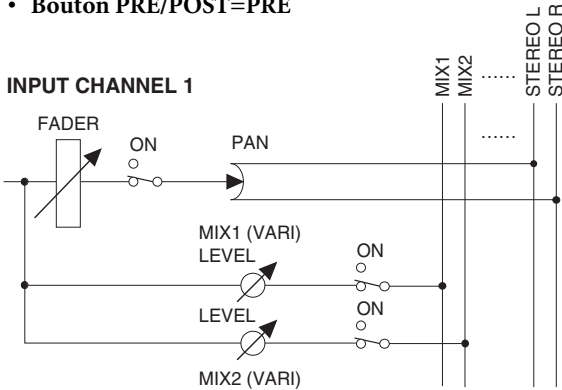 • Bouton PRE/POST=PRE
INPUT CHANNEL 1
MIX1
MIX2
......
STEREO L
STEREO R
......
FADER
ON
PAN
MIX1 (VARI)
LEVEL
ON
LEVEL
ON
MIX2 (VARI)